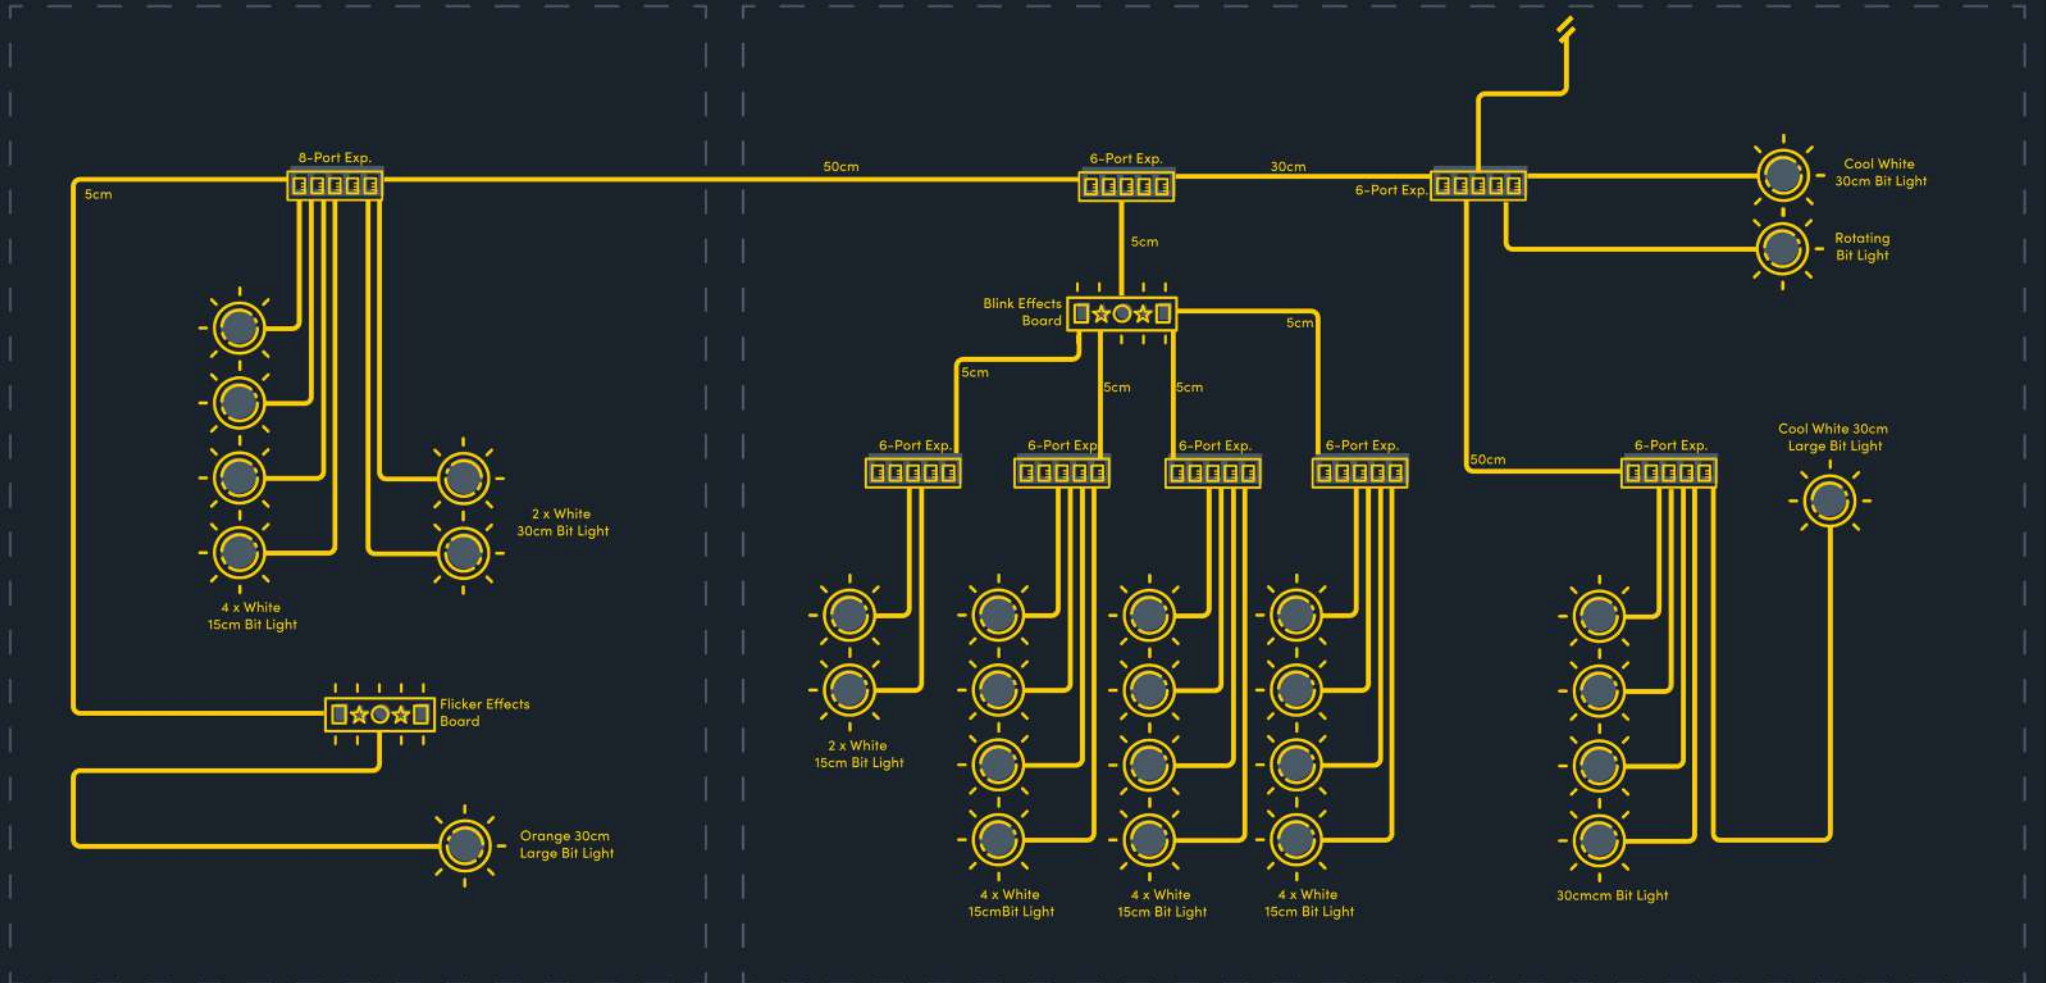 8-Port Exp.
5cm
4 x White
15cm Bit Light
2 x White
30cm Bit Light
Flicker Effects
Board
Orange 30cm
Large Bit Light
50cm
6-Port Exp.
30cm
6-Port Exp.
Cool White
30cm Bit Light
Rotating
Bit Light
5cm
Blink Effects
Board
5cm
5cm
5cm
5cm
6-Port Exp.
6-Port Exp
6-Port Exp.
6-Port Exp.
50cm
6-Port Exp.
Cool White 30cm
Large Bit Light
2 x White
15cm Bit Light
4 x White
15cmBit Light
4 x White
15cm Bit Light
4 x White
15cm Bit Light
30cmcm Bit Light